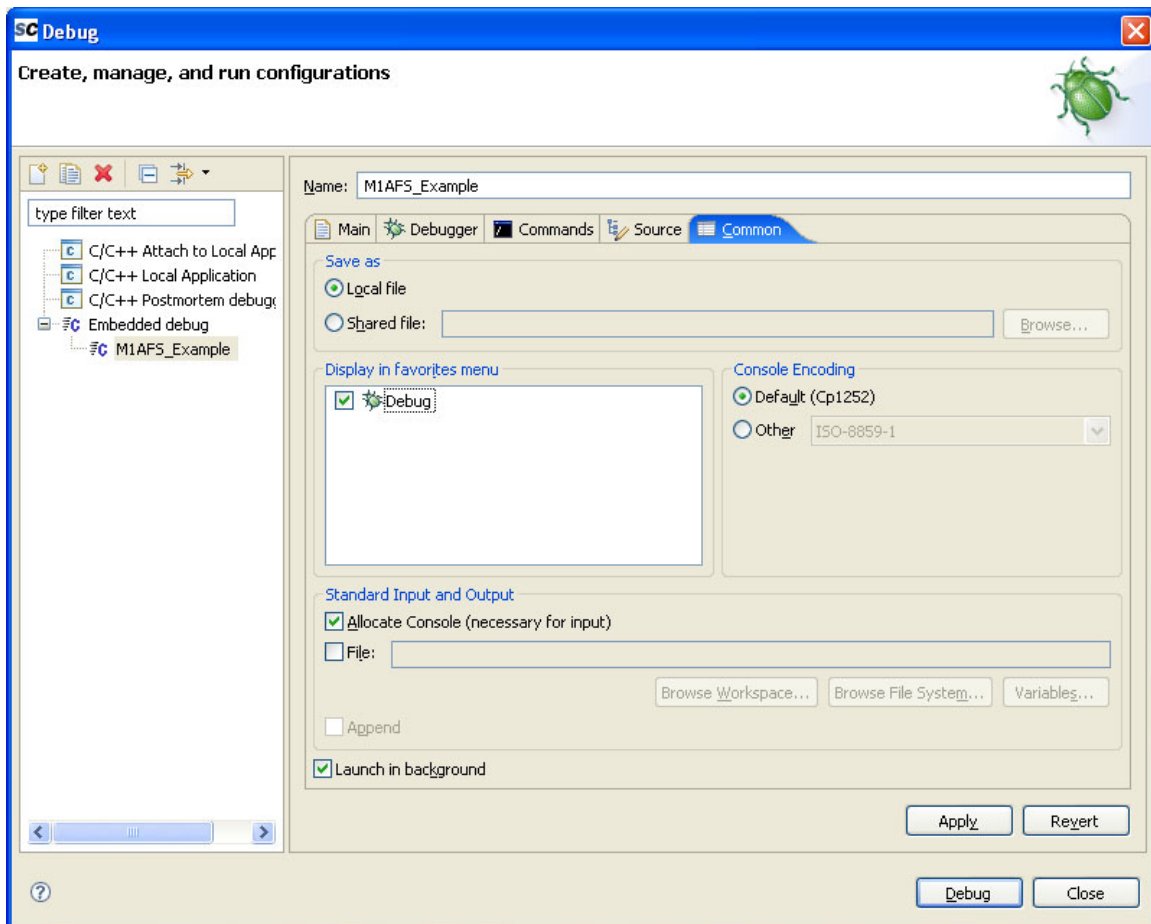 SC Debug
Create, manage, and run configurations
type filter text
C/C++ Attach to Local App
C/C++ Local Application
C/C++ Postmortem debugg
Embedded debug
M1AFS_Example
Name: M1AFS_Example
Main Debugger Commands Source Common
Save as
Local file
Shared file: Browse...
Display in favorites menu
Debug
Console Encoding
Default (Cp1252)
Other ISO-8859-1
Standard Input and Output
Allocate Console (necessary for input)
File:
Browse Workspace... Browse File System... Variables...
Append
Launch in background
Apply Revert
Debug Close